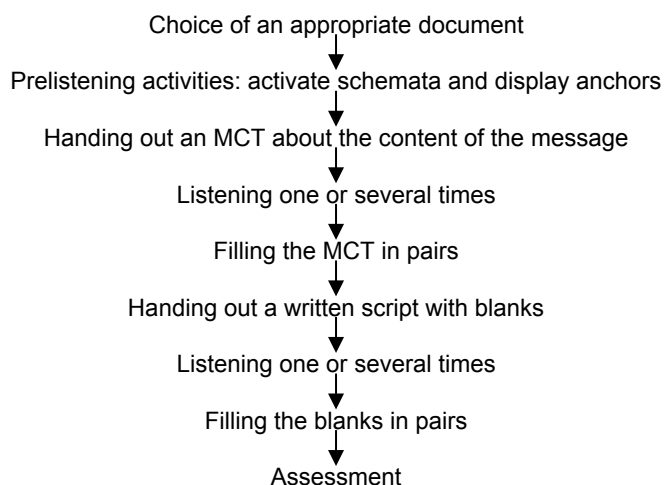 Choice of an appropriate document
Prelistening activities: activate schemata and display anchors
Handing out an MCT about the content of the message
Listening one or several times
Filling the MCT in pairs
Handing out a written script with blanks
Listening one or several times
Filling the blanks in pairs
Assessment